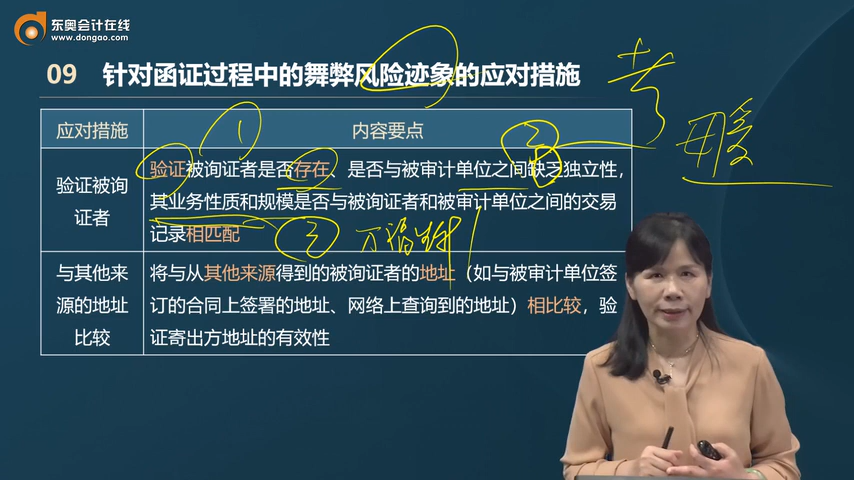 东奥会计在线
www.dongao.com
09 针对函证过程中的舞弊风险迹象的应对措施
应对措施
内容要点
验证被询
证者
验证被询证者是否存在、是否与被审计单位之间缺乏独立性，
其业务性质和规模是否与被询证者和被审计单位之间的交易
记录相匹配
与其他来
源的地址
比较
将与从其他来源得到的被询证者的地址（如与被审计单位签
订的合同上签署的地址、网络上查询到的地址）相比较，验
证寄出方地址的有效性
①
②
③ 万福生科